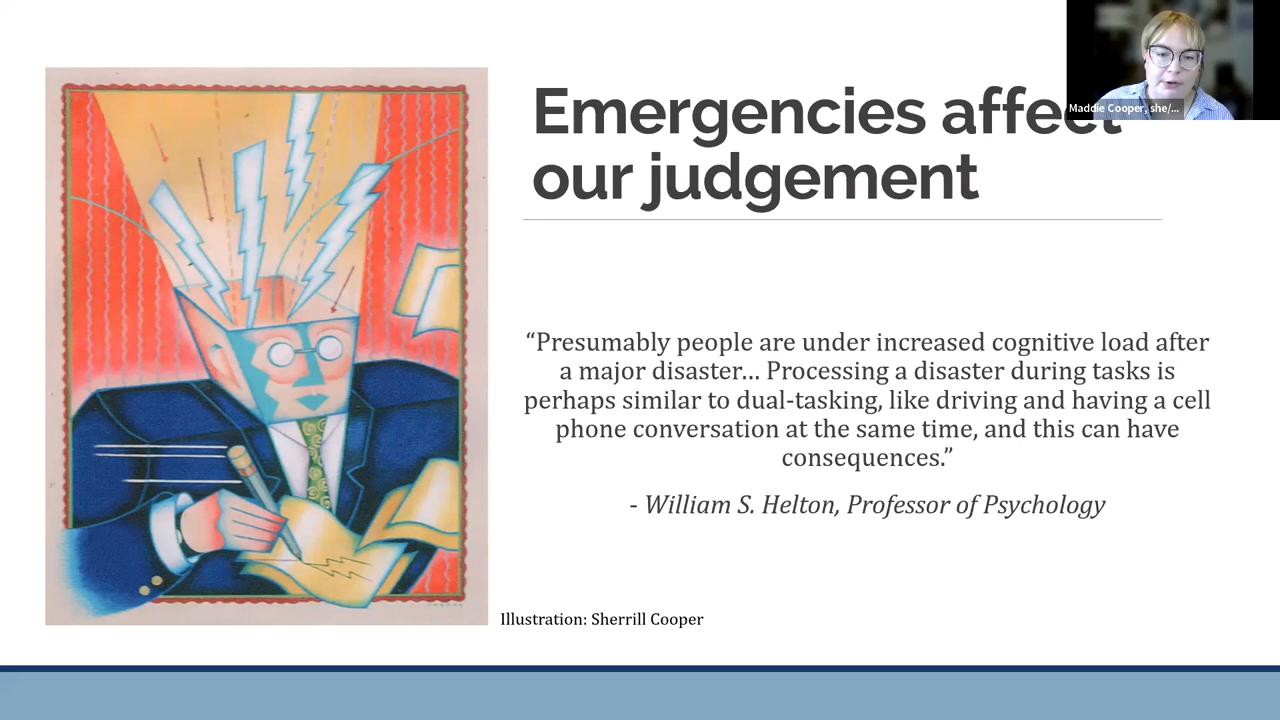 Emergencies affect
our judgement
Maddie Cooper, she/...
“Presumably people are under increased cognitive load after
a major disaster... Processing a disaster during tasks is
perhaps similar to dual-tasking, like driving and having a cell
phone conversation at the same time, and this can have
consequences.”
- William S. Helton, Professor of Psychology
Illustration: Sherrill Cooper